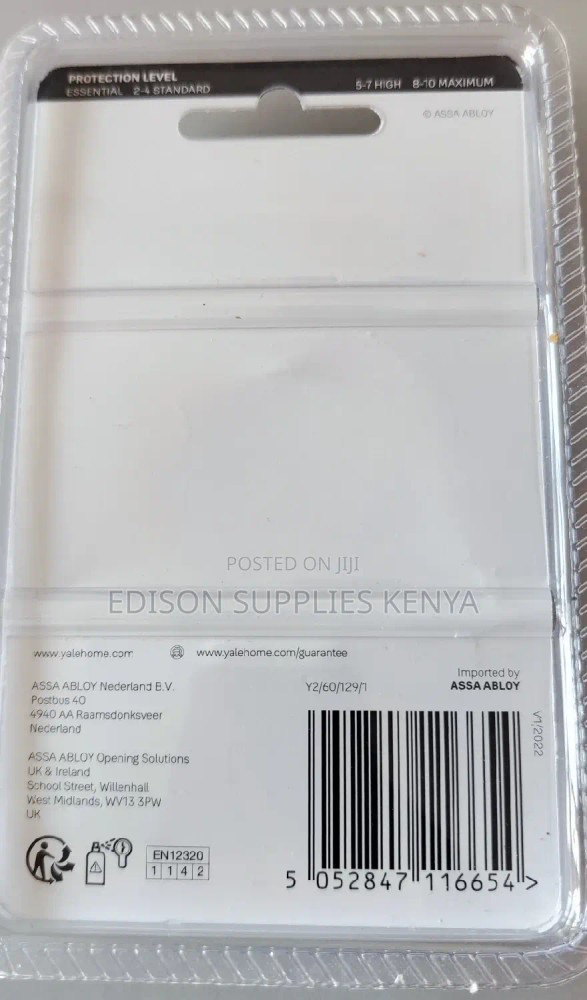 PROTECTION LEVEL
ESSENTIAL 2-4 STANDARD 5-7 HIGH 8-10 MAXIMUM
© ASSA ABLOY
POSTED ON JIJI
EDISON SUPPLIES KENYA
www.yalehome.com www.yalehome.com/guarantee
Imported by
ASSA ABLOY
ASSA ABLOY Nederland B.V.
Postbus 40
4940 AA Raamsdonksveer
Nederland
Y2/60/129/1
V1/2022
ASSA ABLOY Opening Solutions
UK & Ireland
School Street, Willenhall
West Midlands, WV13 3PW
UK
EN12320
1 1 4 2
5 052847 116654 >